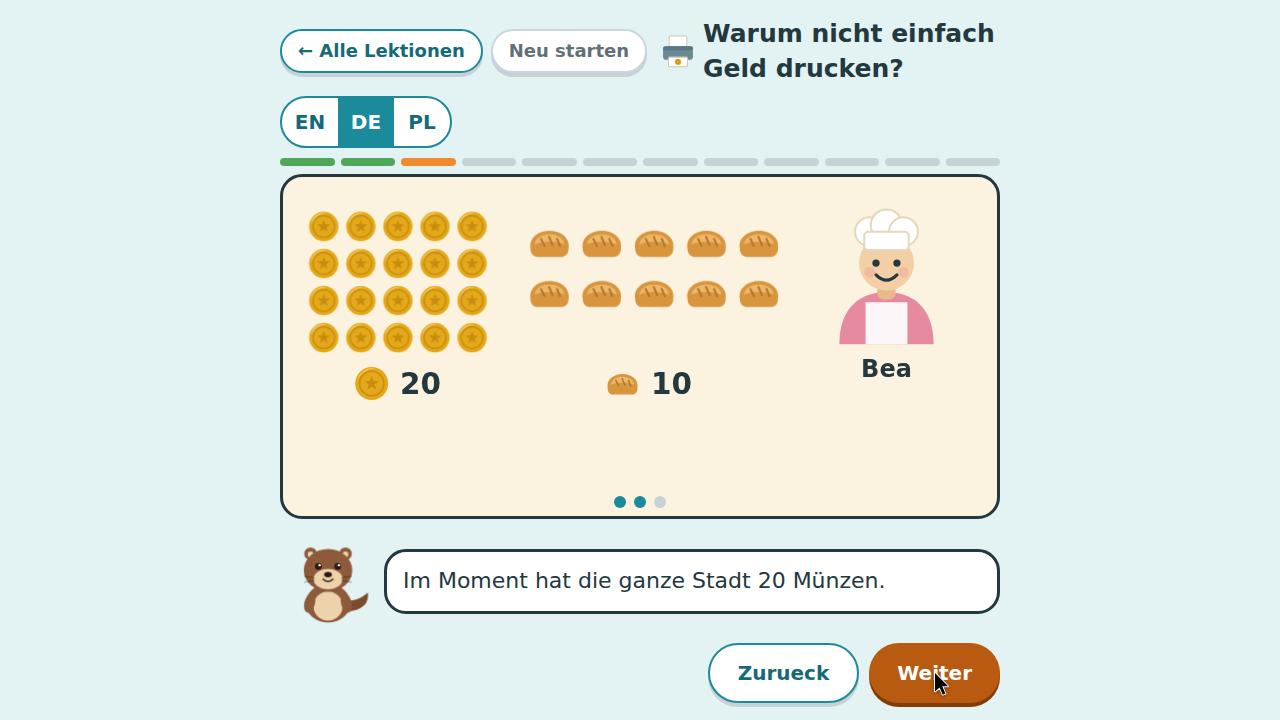 ← Alle Lektionen
Neu starten
Warum nicht einfach
Geld drucken?
EN DE PL
20
10
Bea
Im Moment hat die ganze Stadt 20 Münzen.
Zurueck
Weiter